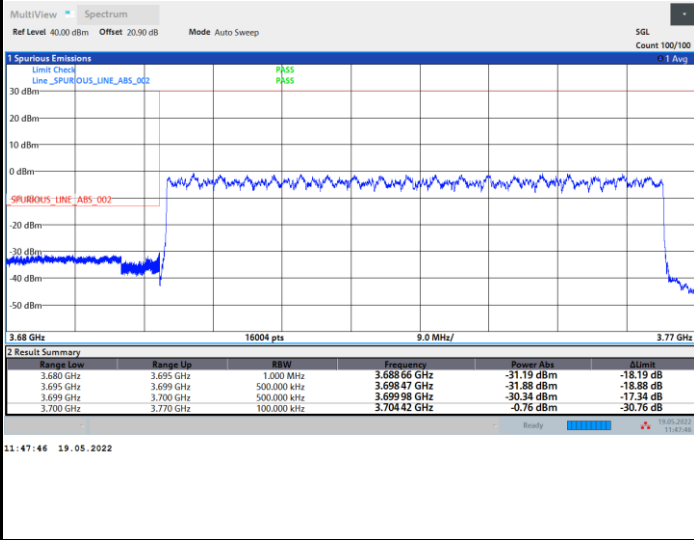 MultiView Spectrum
Ref Level 40.00 dBm Offset 20.90 dB Mode Auto Sweep SGL
Count 100/100
1 Spurious Emissions 1 Avg
Limit Check PASS
Line _SPURIOUS_LINE_ABS_002 PASS
30 dBm
20 dBm
10 dBm
0 dBm
_SPURIOUS_LINE_ABS_002
-20 dBm
-30 dBm
-40 dBm
-50 dBm
3.68 GHz 16004 pts 9.0 MHz/ 3.77 GHz
2 Result Summary
Range Low Range Up RBW Frequency Power Abs ΔLimit
3.680 GHz 3.695 GHz 1.000 MHz 3.688 66 GHz -31.19 dBm -18.19 dB
3.695 GHz 3.699 GHz 500.000 kHz 3.698 47 GHz -31.88 dBm -18.88 dB
3.699 GHz 3.700 GHz 500.000 kHz 3.699 98 GHz -30.34 dBm -17.34 dB
3.700 GHz 3.770 GHz 100.000 kHz 3.704 42 GHz -0.76 dBm -30.76 dB
Ready 19.05.2022
11:47:46
11:47:46 19.05.2022